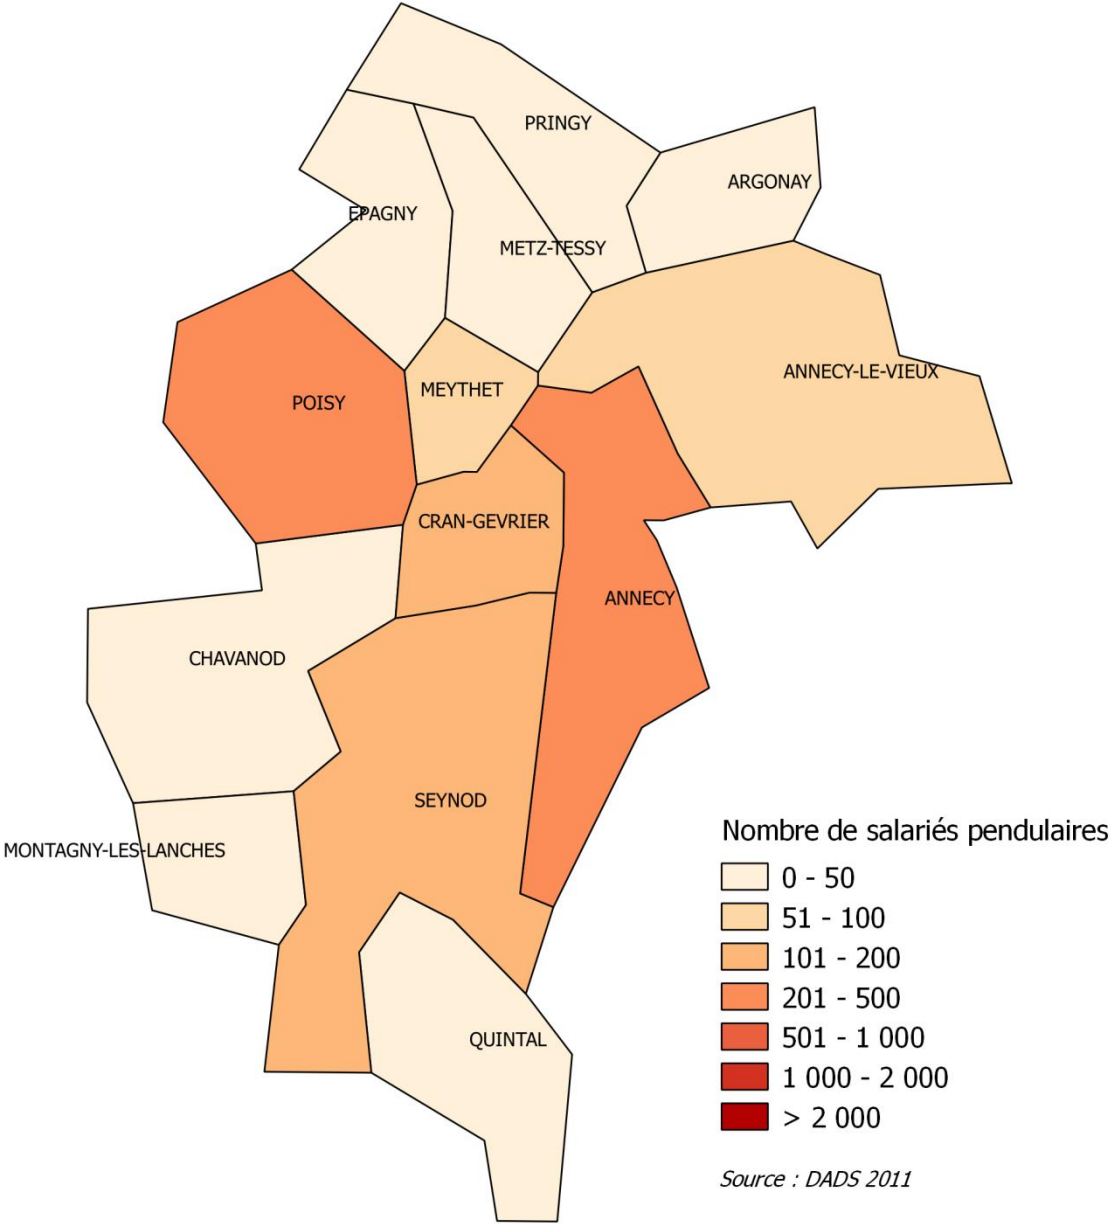 PRINGY
ARGONAY
EPAGNY
METZ-TESSY
ANNECY-LE-VIEUX
MEYTHET
POISY
CRAN-GEVRIER
ANNECY
CHAVANOD
SEYNOD
MONTAGNY-LES-LANCHES
QUINTAL
Nombre de salariés pendulaires
0 - 50
51 - 100
101 - 200
201 - 500
501 - 1 000
1 000 - 2 000
> 2 000
Source : DADS 2011